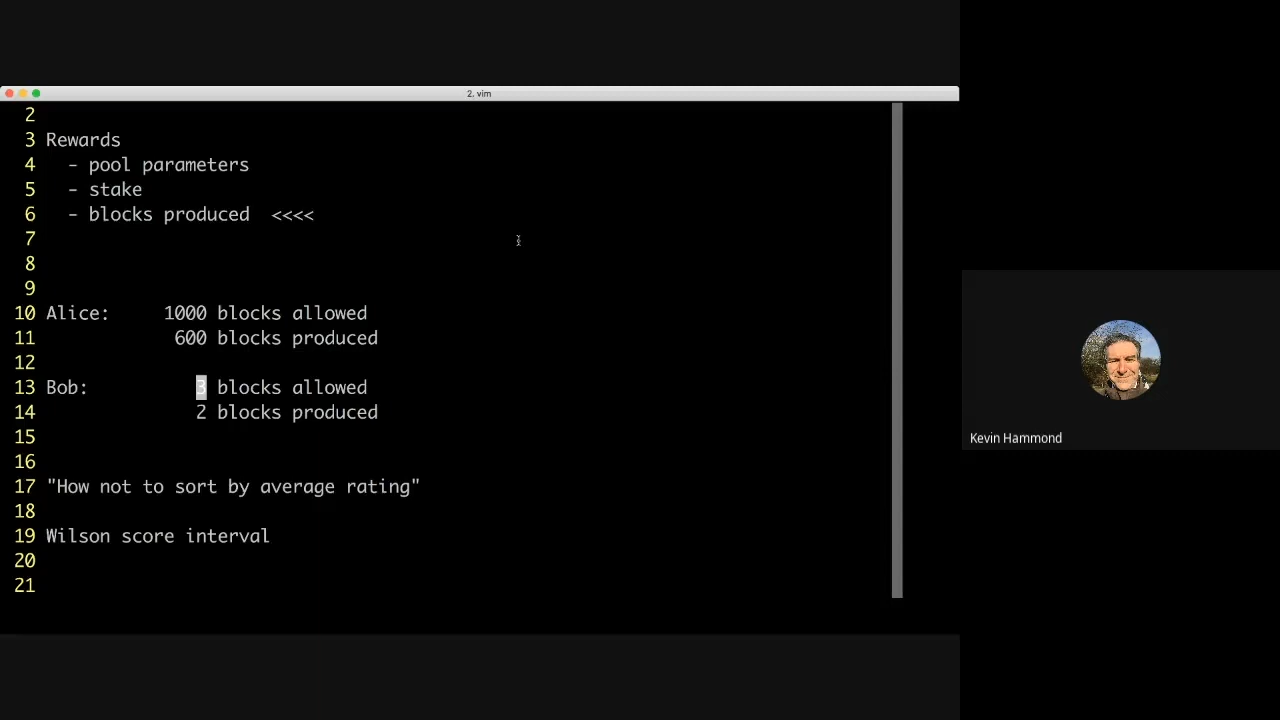 2. vim
2
3 Rewards
4 - pool parameters
5 - stake
6 - blocks produced <<<<
7
8
9
10 Alice: 1000 blocks allowed
11 600 blocks produced
12
13 Bob: 3 blocks allowed
14 2 blocks produced
15
16
17 "How not to sort by average rating"
18
19 Wilson score interval
20
21
Kevin Hammond